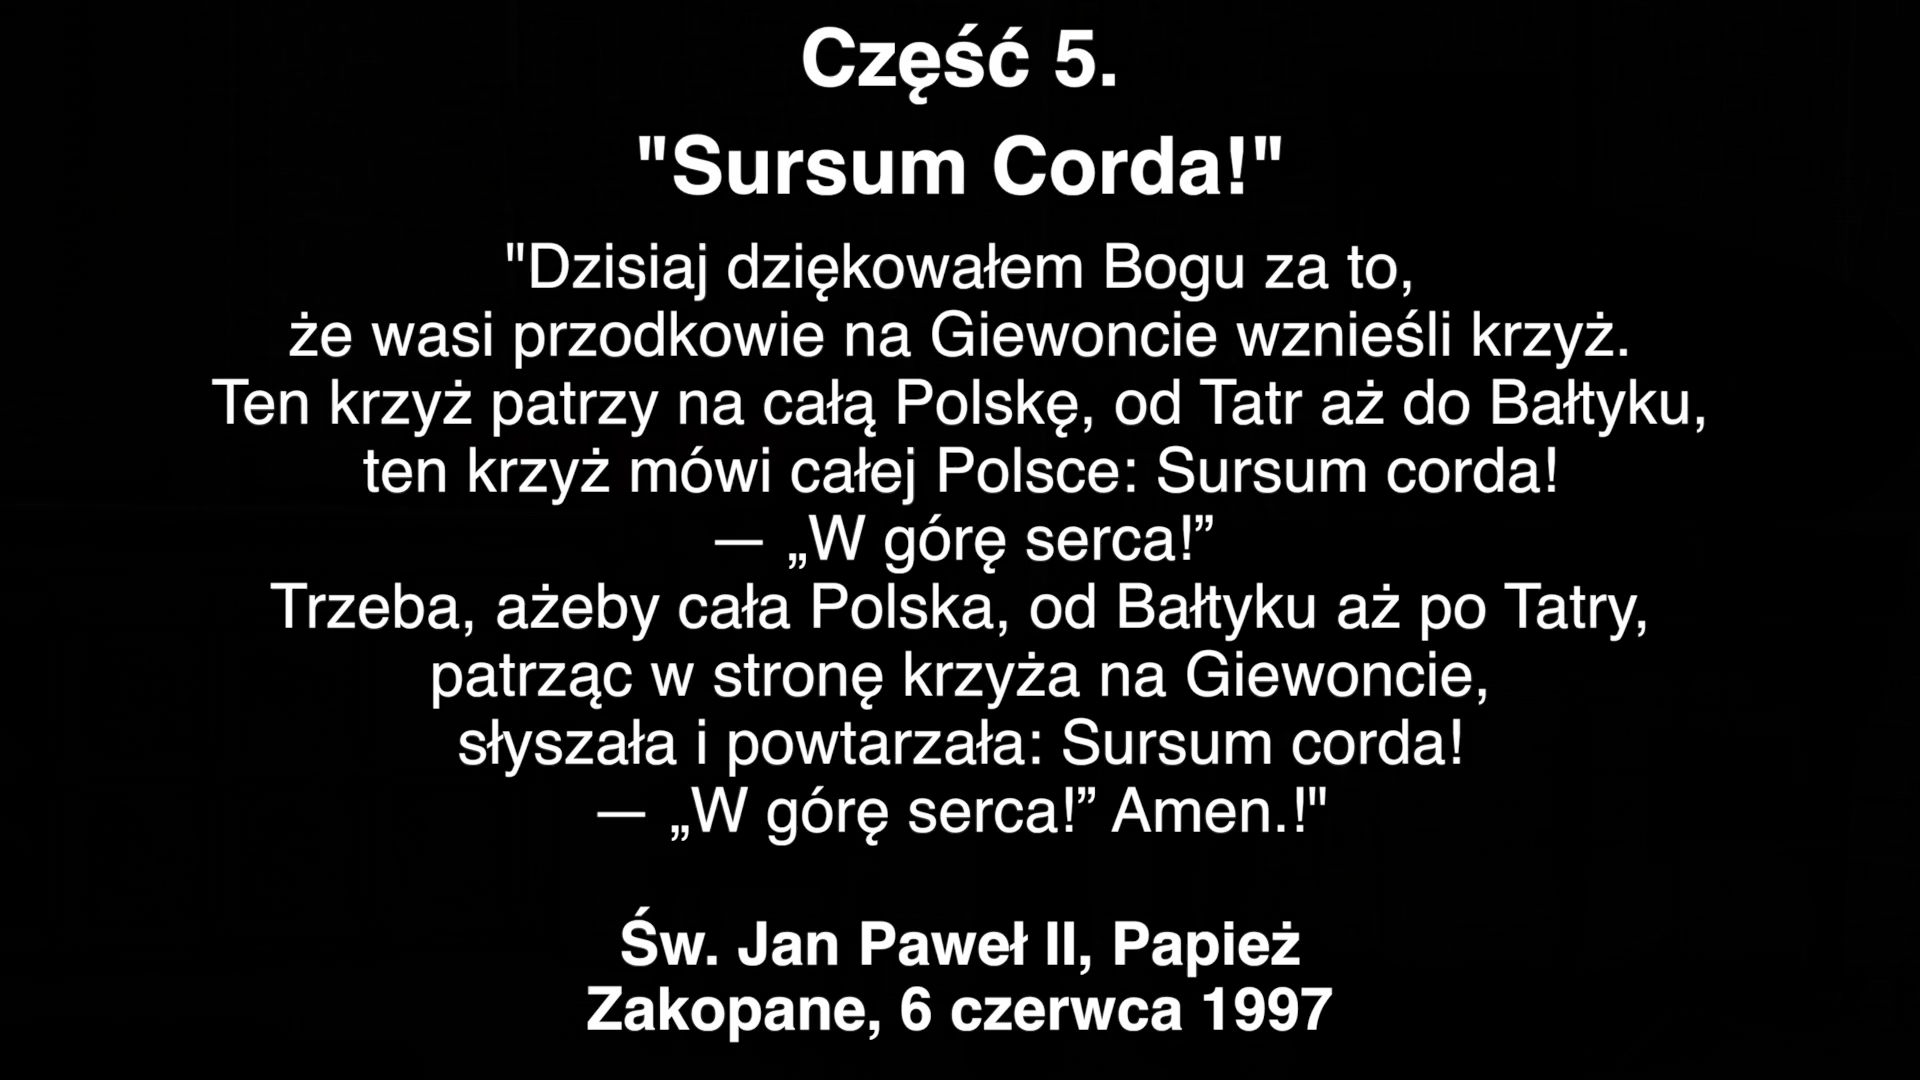 Część 5.
"Sursum Corda!"
"Dzisiaj dziękowałem Bogu za to,
że wasi przodkowie na Giewoncie wznieśli krzyż.
Ten krzyż patrzy na całą Polskę, od Tatr aż do Bałtyku,
ten krzyż mówi całej Polsce: Sursum corda!
— „W górę serca!”
Trzeba, ażeby cała Polska, od Bałtyku aż po Tatry,
patrząc w stronę krzyża na Giewoncie,
słyszała i powtarzała: Sursum corda!
— „W górę serca!” Amen.!"
Św. Jan Paweł II, Papież
Zakopane, 6 czerwca 1997